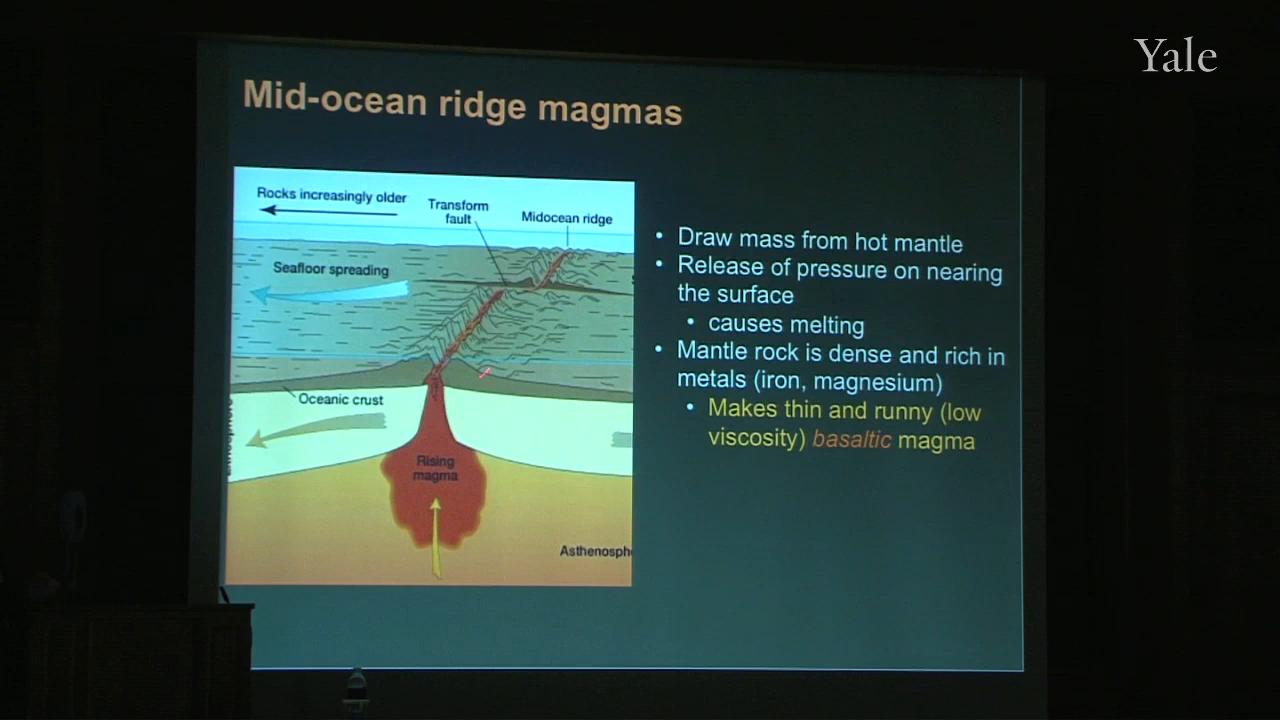 Yale
Mid-ocean ridge magmas
Rocks increasingly older
Transform
fault
Midocean ridge
Seafloor spreading
Oceanic crust
Rising
magma
• Draw mass from hot mantle
• Release of pressure on nearing
the surface
• causes melting
• Mantle rock is dense and rich in
metals (iron, magnesium)
• Makes thin and runny (low
viscosity) basaltic magma
Asthenosph